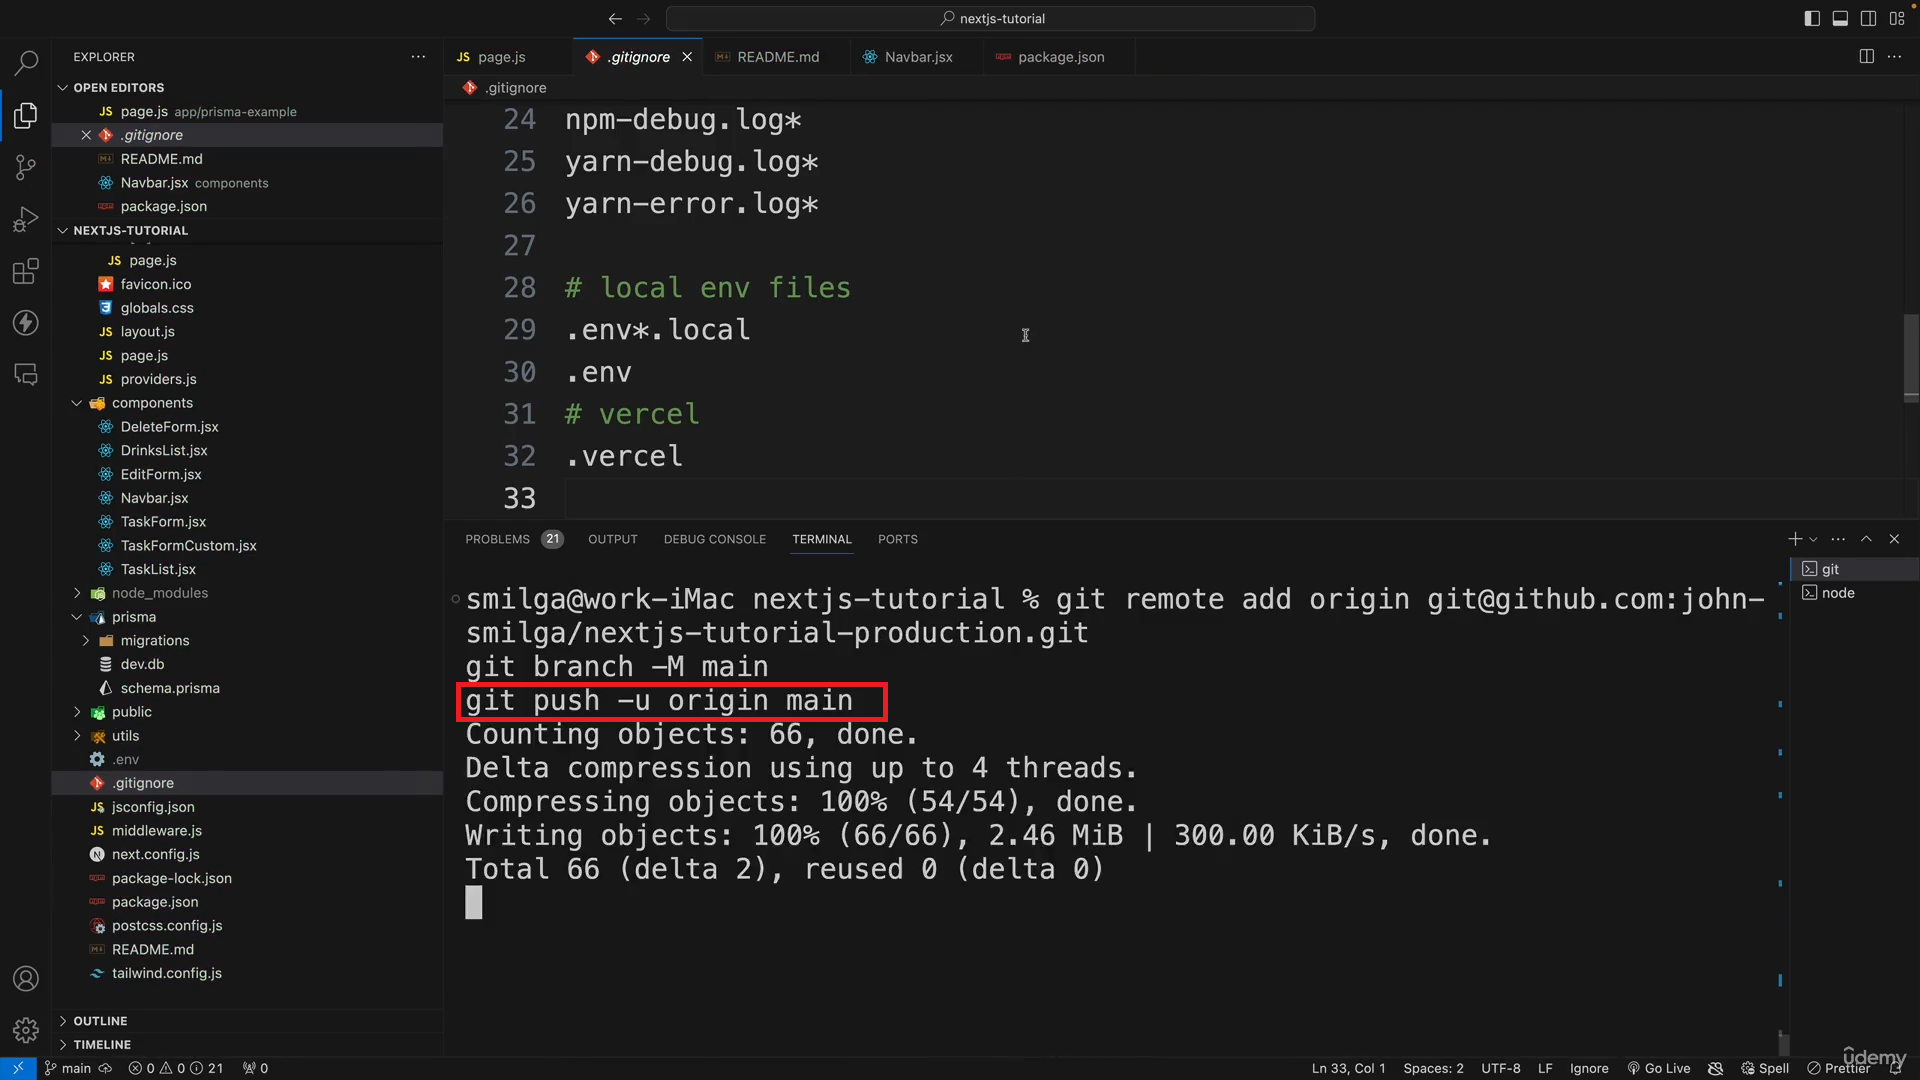 nextjs-tutorial
EXPLORER
OPEN EDITORS
JS page.js app/prisma-example
.gitignore
README.md
Navbar.jsx components
package.json
NEXTJS-TUTORIAL
JS page.js
favicon.ico
globals.css
JS layout.js
JS page.js
JS providers.js
components
DeleteForm.jsx
DrinksList.jsx
EditForm.jsx
Navbar.jsx
TaskForm.jsx
TaskFormCustom.jsx
TaskList.jsx
node_modules
prisma
migrations
dev.db
schema.prisma
public
utils
.env
.gitignore
JS jsconfig.json
JS middleware.js
N next.config.js
package-lock.json
package.json
postcss.config.js
README.md
tailwind.config.js
OUTLINE
TIMELINE
JS page.js .gitignore README.md Navbar.jsx package.json
.gitignore
24 npm-debug.log*
25 yarn-debug.log*
26 yarn-error.log*
27
28 # local env files
29 .env*.local
30 .env
31 # vercel
32 .vercel
33
PROBLEMS 21 OUTPUT DEBUG CONSOLE TERMINAL PORTS
smilga@work-iMac nextjs-tutorial % git remote add origin git@github.com:john-
smilga/nextjs-tutorial-production.git
git branch -M main
git push -u origin main
Counting objects: 66, done.
Delta compression using up to 4 threads.
Compressing objects: 100% (54/54), done.
Writing objects: 100% (66/66), 2.46 MiB | 300.00 KiB/s, done.
Total 66 (delta 2), reused 0 (delta 0)
git
node
main 0 0 21 0 Ln 33, Col 1 Spaces: 2 UTF-8 LF Ignore Go Live Spell Prettier
udemy